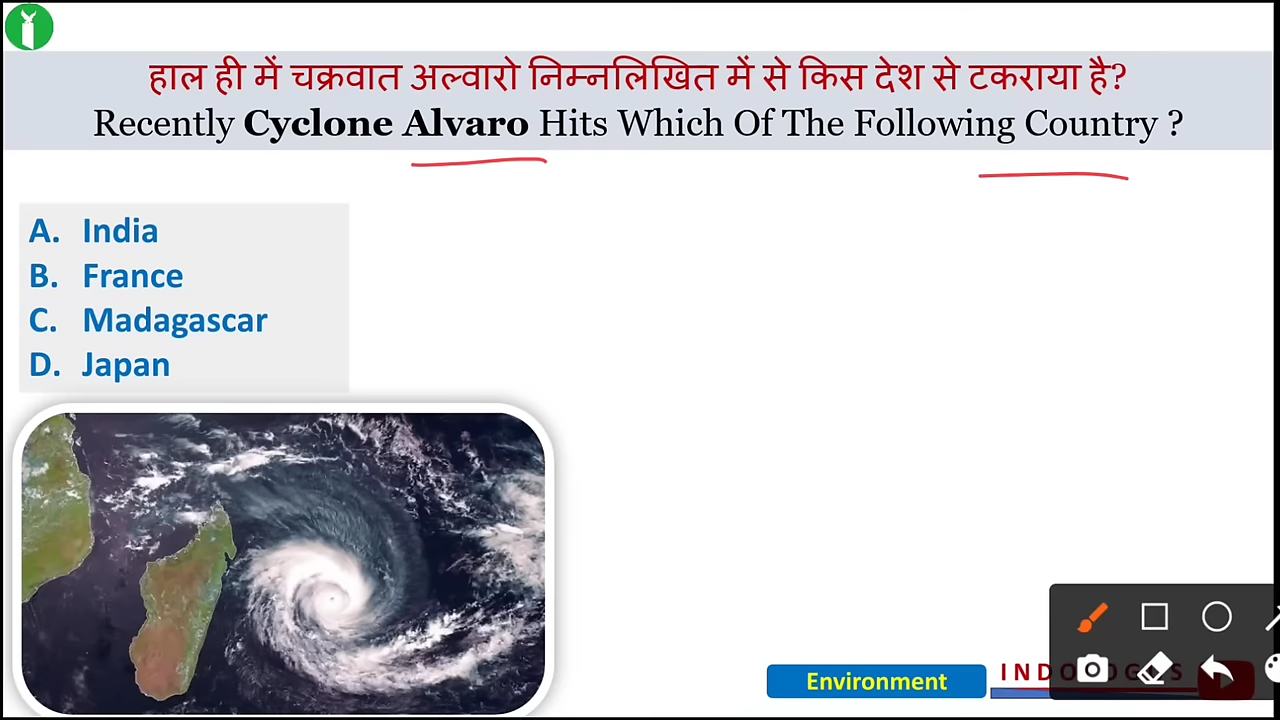 हाल ही में चक्रवात अल्वारो निम्नलिखित में से किस देश से टकराया है?
Recently Cyclone Alvaro Hits Which Of The Following Country ?
A. India
B. France
C. Madagascar
D. Japan
Environment